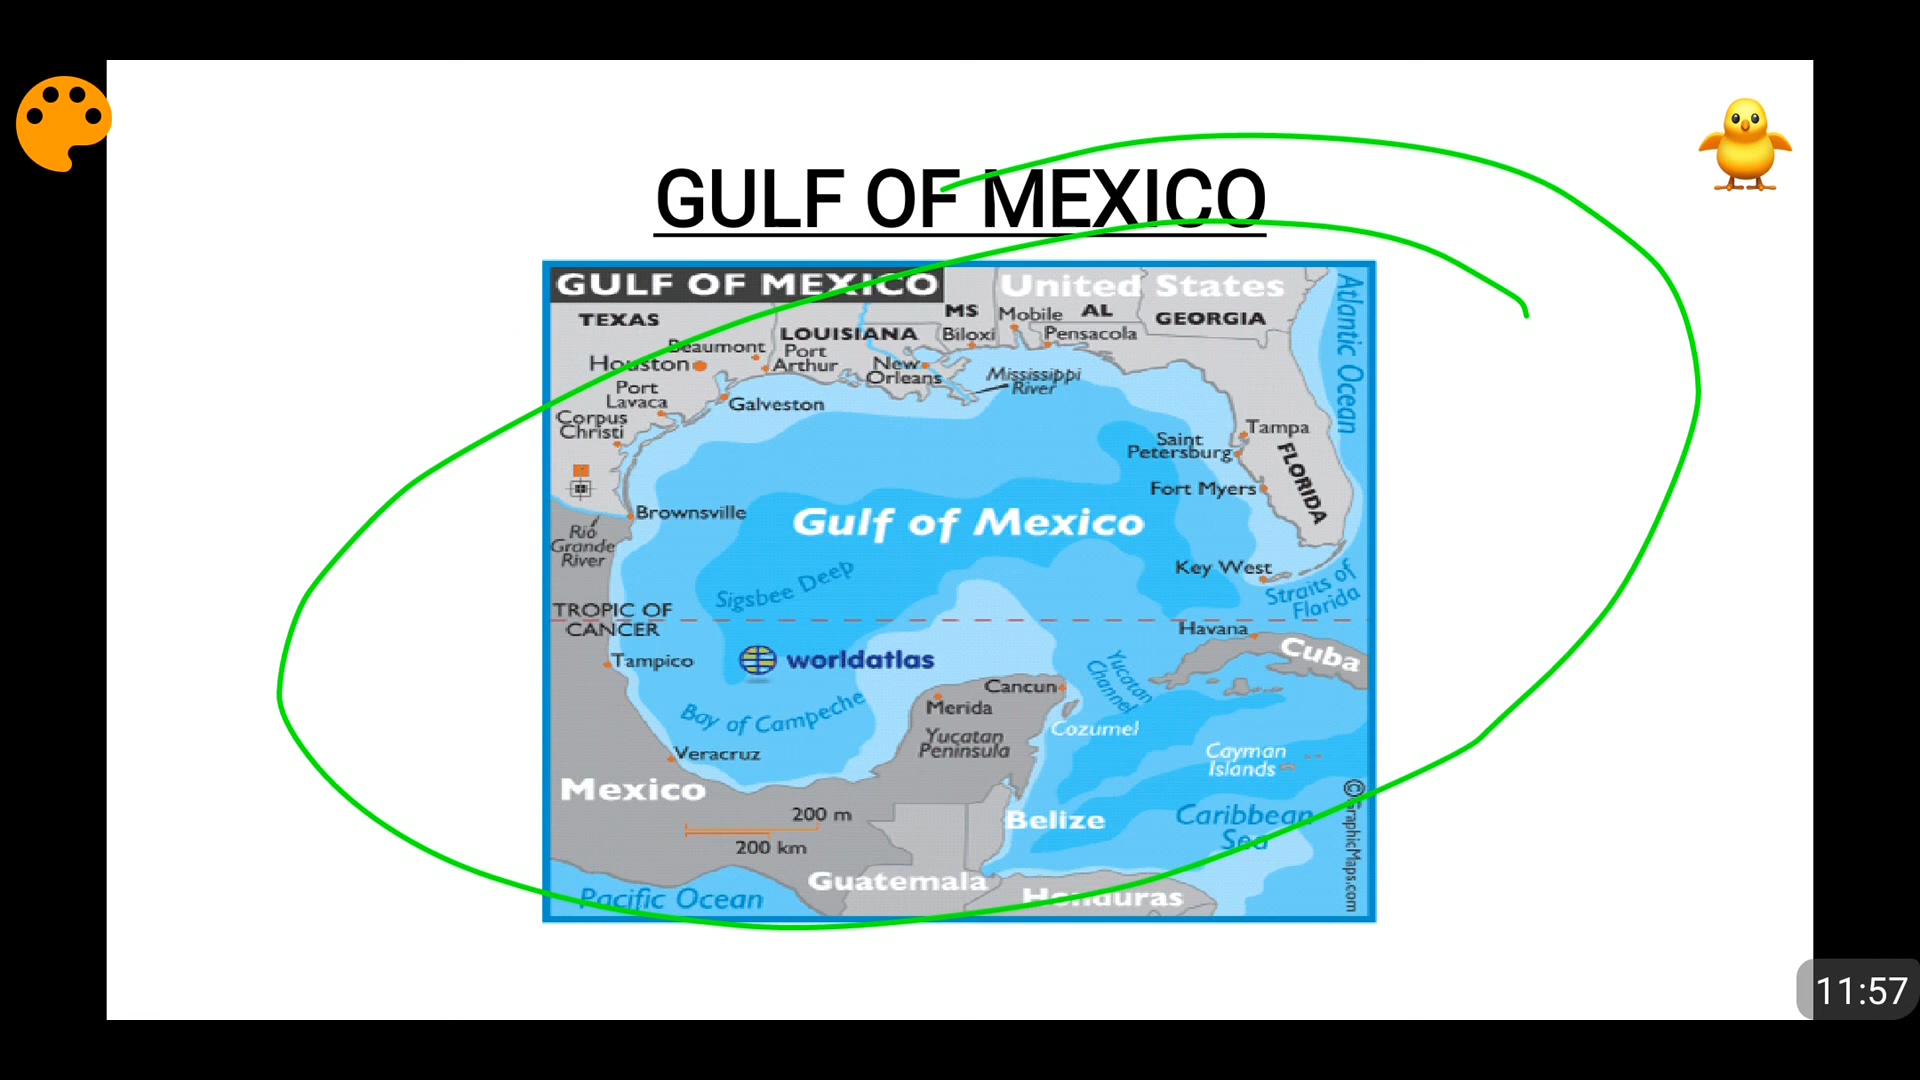 GULF OF MEXICO
GULF OF MEXICO
United States
Atlantic Ocean
TEXAS
MS
Mobile
AL
GEORGIA
LOUISIANA
Biloxi
Pensacola
Beaumont
Houston
Port
Arthur
New
Orleans
Mississippi
River
Port
Lavaca
Galveston
Corpus
Christi
Tampa
Saint
Petersburg
FLORIDA
Fort Myers
Brownsville
Gulf of Mexico
Rio
Grande
River
Key West
Sigsbee Deep
Straits of
Florida
TROPIC OF
CANCER
Havana
Cuba
Tampico
worldatlas
Yucatan
Channel
Cancun
Merida
Bay of Campeche
Cozumel
Yucatan
Peninsula
Veracruz
Cayman
Islands
Mexico
200 m
200 km
Belize
Caribbean
Sea
©GraphicMaps.com
Guatemala
Honduras
Pacific Ocean
11:57